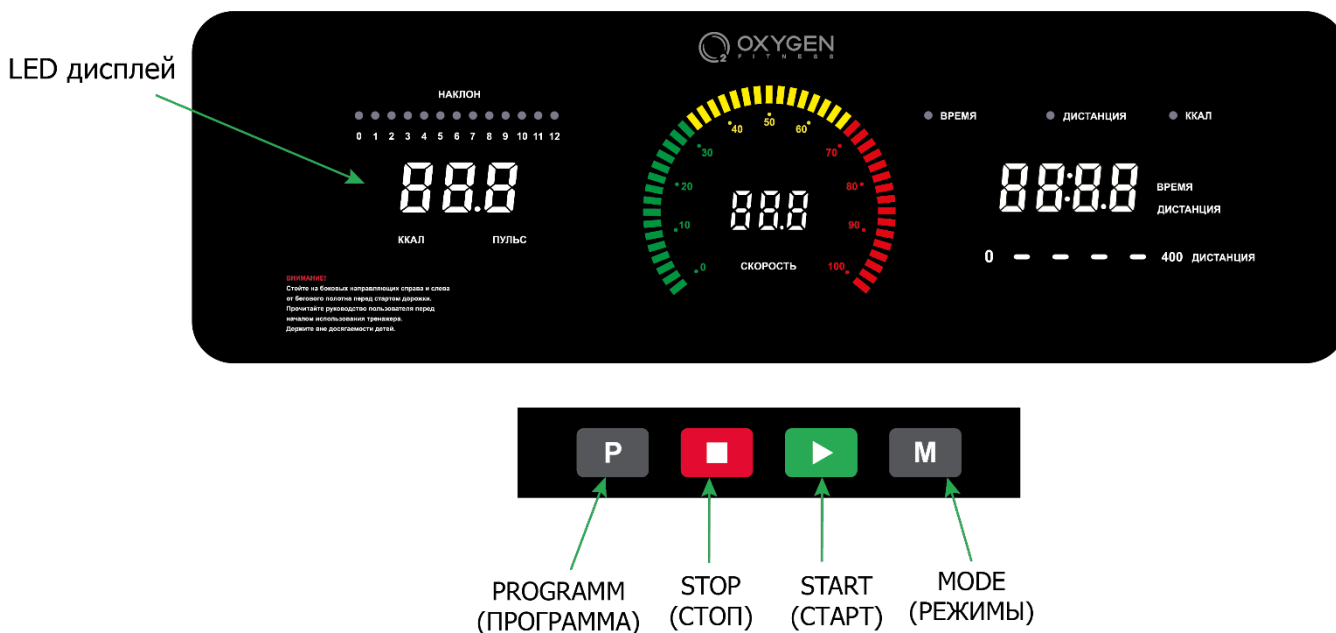 LED дисплей
O2 OXYGEN
FITNESS
НАКЛОН
0 1 2 3 4 5 6 7 8 9 10 11 12
88.8
ККАЛ ПУЛЬС
ВНИМАНИЕ!
Стойте на боковых направляющих справа и слева
от бегового полотна перед стартом дорожки.
Прочитайте руководство пользователя перед
началом использования тренажера.
Держите вне досягаемости детей.
0 10 20 30 40 50 60 70 80 90 100
88.8
СКОРОСТЬ
ВРЕМЯ ДИСТАНЦИЯ ККАЛ
88:8.8
ВРЕМЯ
ДИСТАНЦИЯ
0 – – – – 400 ДИСТАНЦИЯ
P M
PROGRAMM
(ПРОГРАММА)
STOP
(СТОП)
START
(СТАРТ)
MODE
(РЕЖИМЫ)